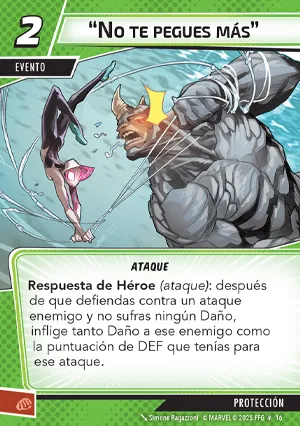 2
“No te pegues más”
EVENTO
ATAQUE
Respuesta de Héroe (ataque): después
de que defiendas contra un ataque
enemigo y no sufras ningún Daño,
inflige tanto Daño a ese enemigo como
la puntuación de DEF que tenías para
ese ataque.
PROTECCIÓN
Simone Ragazzoni © MARVEL © 2025 FFG 16